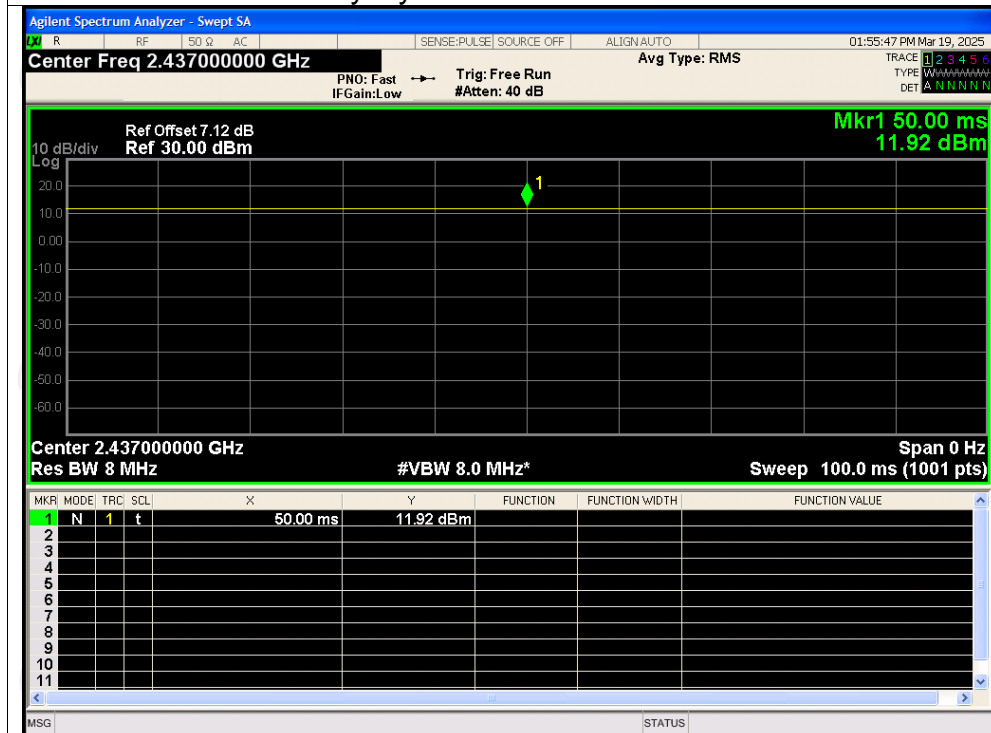 Agilent Spectrum Analyzer - Swept SA
LXI R RF 50 Ω AC SENSE:PULSE SOURCE OFF ALIGN AUTO 01:55:47 PM Mar 19, 2025
Center Freq 2.437000000 GHz
PNO: Fast
IFGain:Low
Trig: Free Run
#Atten: 40 dB
Avg Type: RMS
TRACE 1 2 3 4 5 6
TYPE W
DET A N N N N N
Mkr1 50.00 ms
11.92 dBm
Ref Offset 7.12 dB
Ref 30.00 dBm
10 dB/div
Log
1
20.0
10.0
0.00
-10.0
-20.0
-30.0
-40.0
-50.0
-60.0
Center 2.437000000 GHz Span 0 Hz
Res BW 8 MHz #VBW 8.0 MHz* Sweep 100.0 ms (1001 pts)
MKR MODE TRC SCL X Y FUNCTION FUNCTION WIDTH FUNCTION VALUE
1 N 1 t 50.00 ms 11.92 dBm
2
3
4
5
6
7
8
9
10
11
MSG STATUS